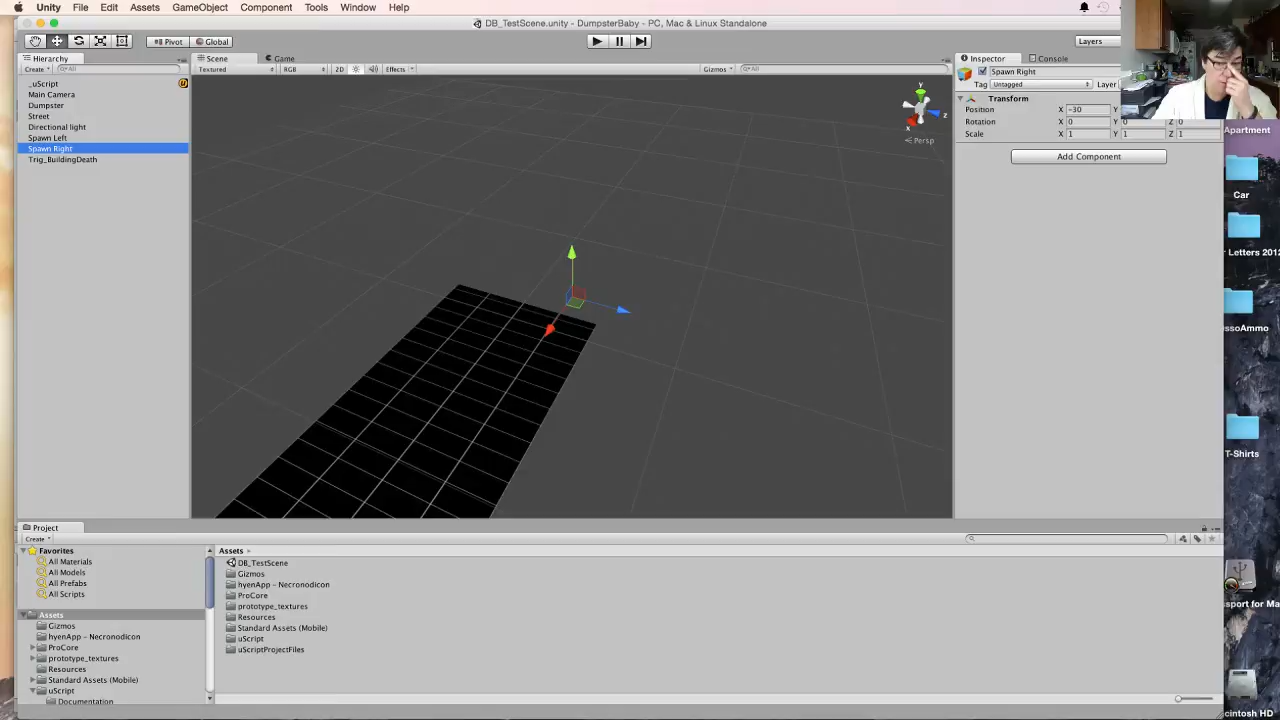 Unity File Edit Assets GameObject Component Window Help
DB_TestScene.unity - DumpsterBaby - PC, Mac & Linux Standalone
Pivot Global Layers
Hierarchy
Create All
_uScript
Main Camera
Dumpster
Street
Directional light
Spawn Left
Spawn Right
Trig_BuildingDeath
Scene Game
Textured RGB 2D Effects Gizmos All
y
z
x
Persp
Inspector Console
Spawn Right
Tag Untagged Layer
Transform
Position X -30 Y
Rotation X 0 Y 0 Z 0
Scale X 1 Y 1 Z 1
Add Component
Apartment
Car
Letters 2012
ssoAmmo
T-Shirts
sport for Ma
cintosh HD
Project
Create
Favorites
All Materials
All Models
All Prefabs
All Scripts
Assets
Gizmos
hyenApp - Necronodicon
ProCore
prototype_textures
Resources
Standard Assets (Mobile)
uScript
Documentation
Assets
DB_TestScene
Gizmos
hyenApp - Necronodicon
ProCore
prototype_textures
Resources
Standard Assets (Mobile)
uScript
uScriptProjectFiles